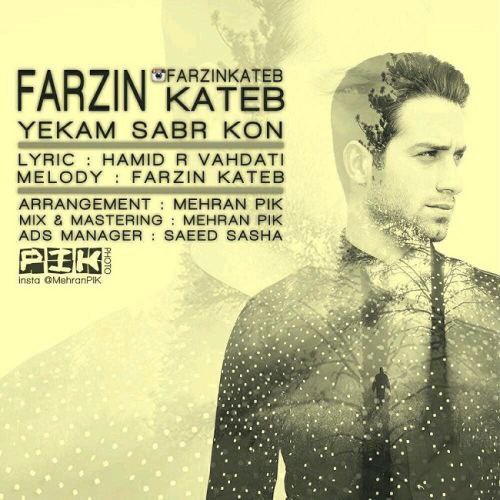 FARZIN
FARZINKATEB
KATEB
YEKAM SABR KON
LYRIC : HAMID R VAHDATI
MELODY : FARZIN KATEB
ARRANGEMENT : MEHRAN PIK
MIX & MASTERING : MEHRAN PIK
ADS MANAGER : SAEED SASHA
PIK PHOTO
insta @MehranPIK